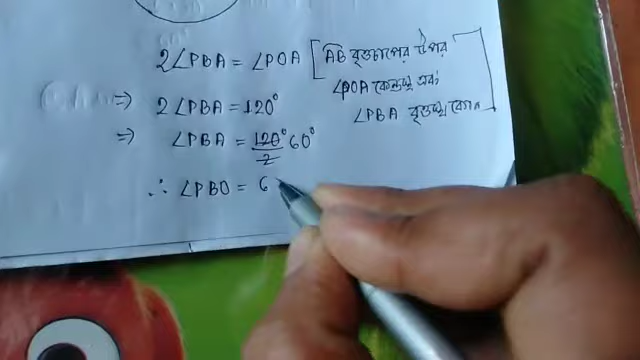 2∠PBA = ∠POA [ A͞B বৃত্তচাপের উপর
∠POA কেন্দ্রস্থ এবং
⇒ 2∠PBA = 120°
∠PBA বৃত্তস্থ কোণ ]
⇒ ∠PBA = 120°/2 60°
∴ ∠PBO = 6